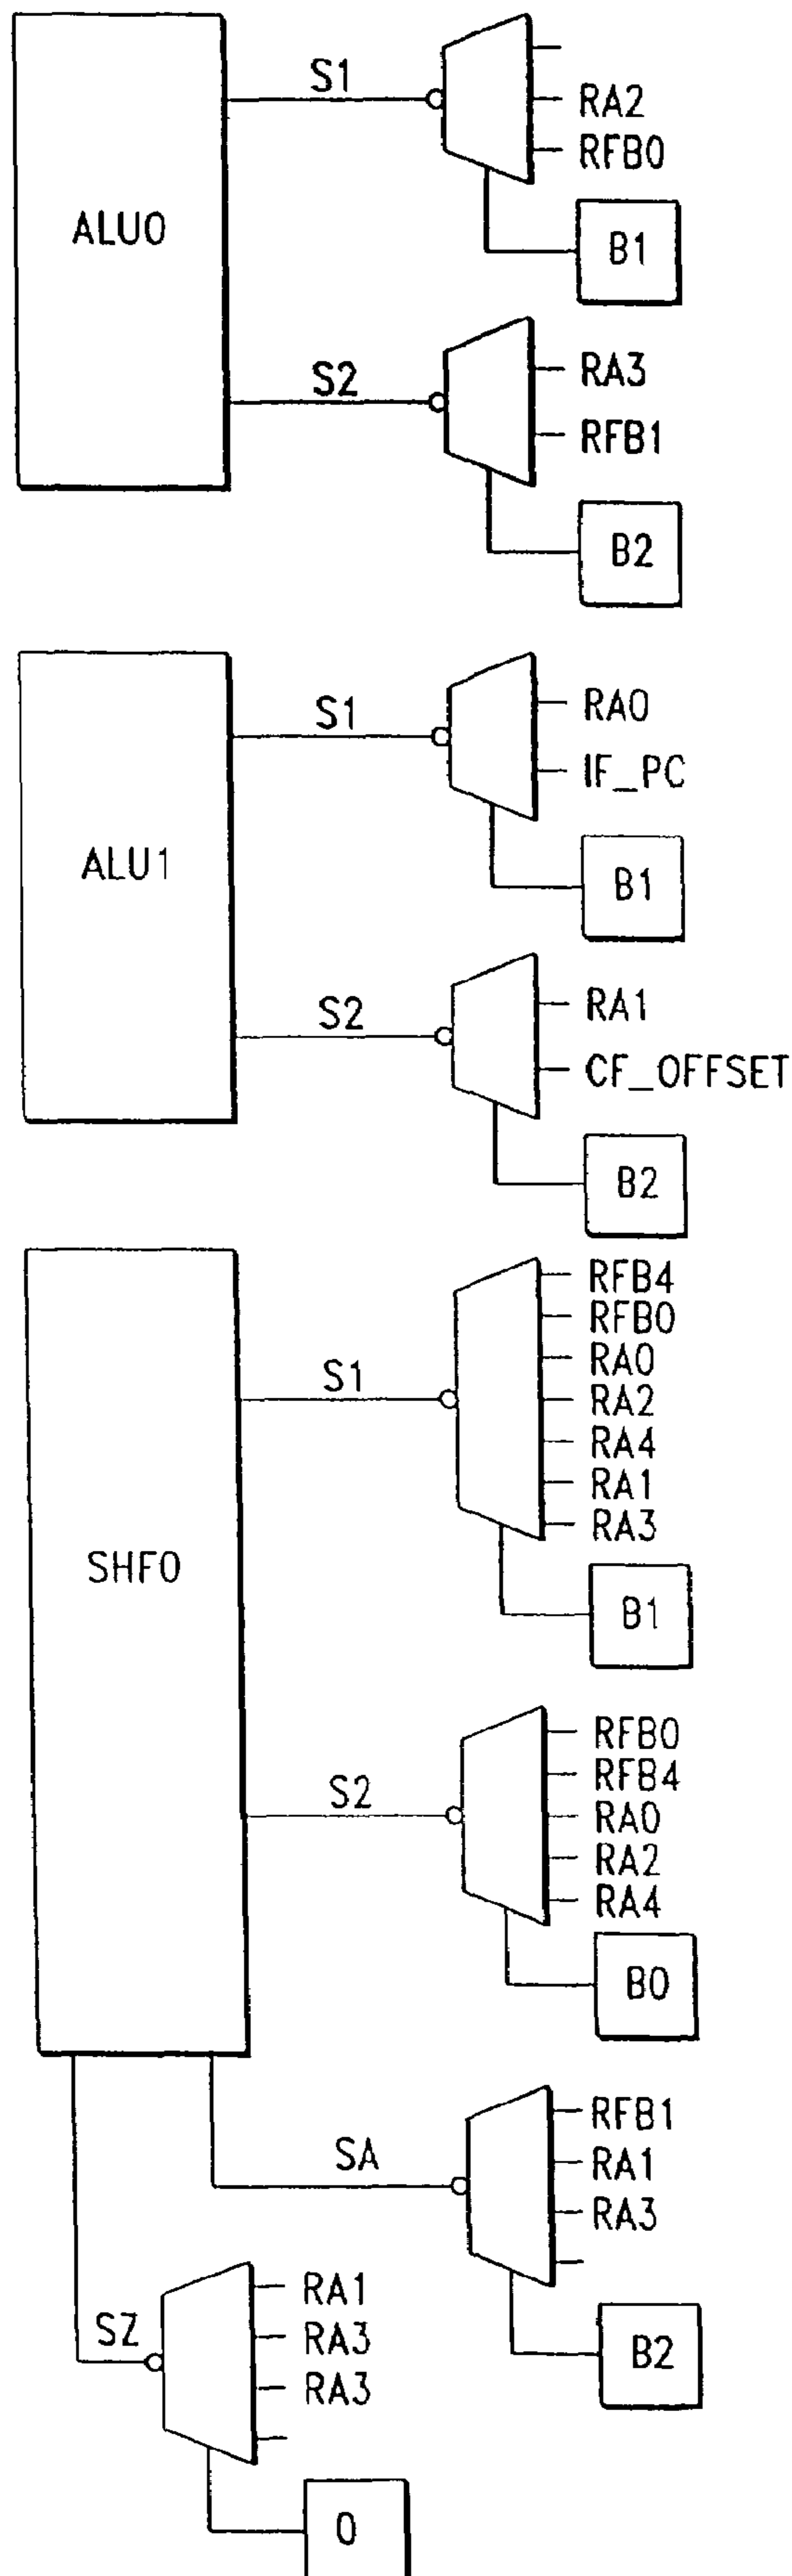 S1
RA2
RFB0
ALU0
B1
S2
RA3
RFB1
B2
S1
RA0
IF_PC
ALU1
B1
S2
RA1
CF_OFFSET
B2
RFB4
RFB0
RA0
S1
RA2
RA4
RA1
RA3
SHF0
B1
RFB0
RFB4
S2
RA0
RA2
RA4
B0
RFB1
SA
RA1
RA3
RA1
SZ
RA3
RA3
B2
0